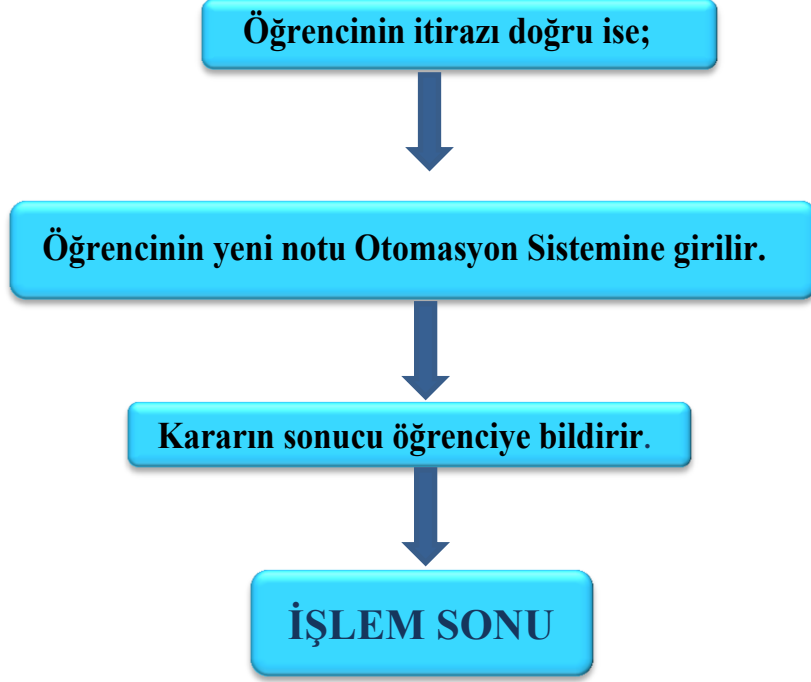 Öğrencinin itirazı doğru ise;
Öğrencinin yeni notu Otomasyon Sistemine girilir.
Kararın sonucu öğrenciye bildirir.
İŞLEM SONU